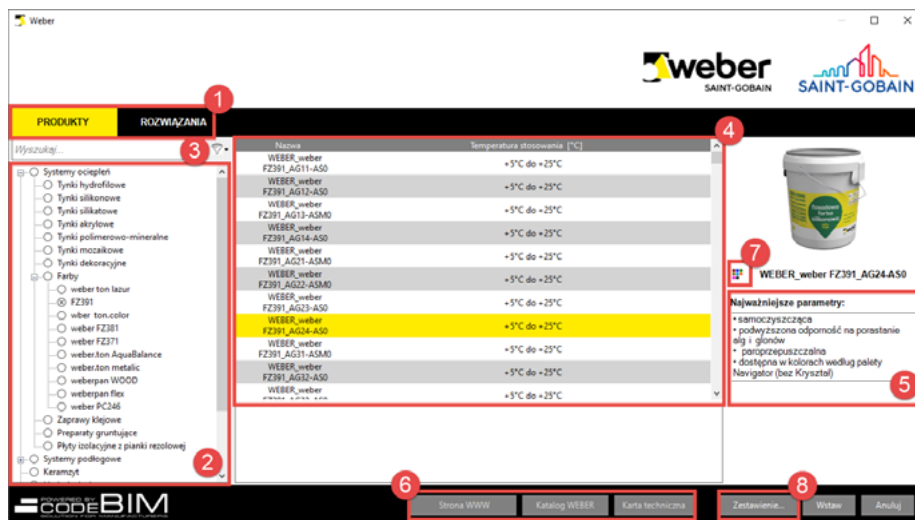 Weber
weber
SAINT-GOBAIN
SAINT-GOBAIN
1
PRODUKTY
ROZWIĄZANIA
Wyszukaj...
3
4
Nazwa
Temperatura stosowania [°C]
Systemy ociepleń
Tynki hydrofilowe
Tynki silikonowe
Tynki silikatowe
Tynki akrylowe
Tynki polimerowo-mineralne
Tynki mozaikowe
Tynki dekoracyjne
Farby
weber ton lazur
FZ391
wber ton.color
weber FZ381
weber FZ371
weber.ton AquaBalance
weber.ton metalic
weberpan WOOD
weberpan flex
weber PC246
Zaprawy klejowe
Preparaty gruntujące
Płyty izolacyjne z pianki rezolowej
Systemy podłogowe
Keramzyt
2
WEBER_weber
FZ391_AG11-AS0
+5°C do +25°C
WEBER_weber
FZ391_AG12-AS0
+5°C do +25°C
WEBER_weber
FZ391_AG13-ASM0
+5°C do +25°C
WEBER_weber
FZ391_AG14-AS0
+5°C do +25°C
WEBER_weber
FZ391_AG21-ASM0
+5°C do +25°C
WEBER_weber
FZ391_AG22-ASM0
+5°C do +25°C
WEBER_weber
FZ391_AG23-AS0
+5°C do +25°C
WEBER_weber
FZ391_AG24-AS0
+5°C do +25°C
WEBER_weber
FZ391_AG31-ASM0
+5°C do +25°C
WEBER_weber
FZ391_AG32-AS0
+5°C do +25°C
WEBER_weber
+5°C do +25°C
7
WEBER_weber FZ391_AG24-AS0
Najważniejsze parametry:
• samoczyszcząca
• podwyższona odporność na porastanie
alg i glonów
• paroprzepuszczalna
• dostępna w kolorach według palety
Navigator (bez Kryształ)
5
6
8
POWERED BY
CODEBIM
SOLUTION FOR MANUFACTURERS
Strona WWW
Katalog WEBER
Karta techniczna
Zestawienie...
Wstaw
Anuluj